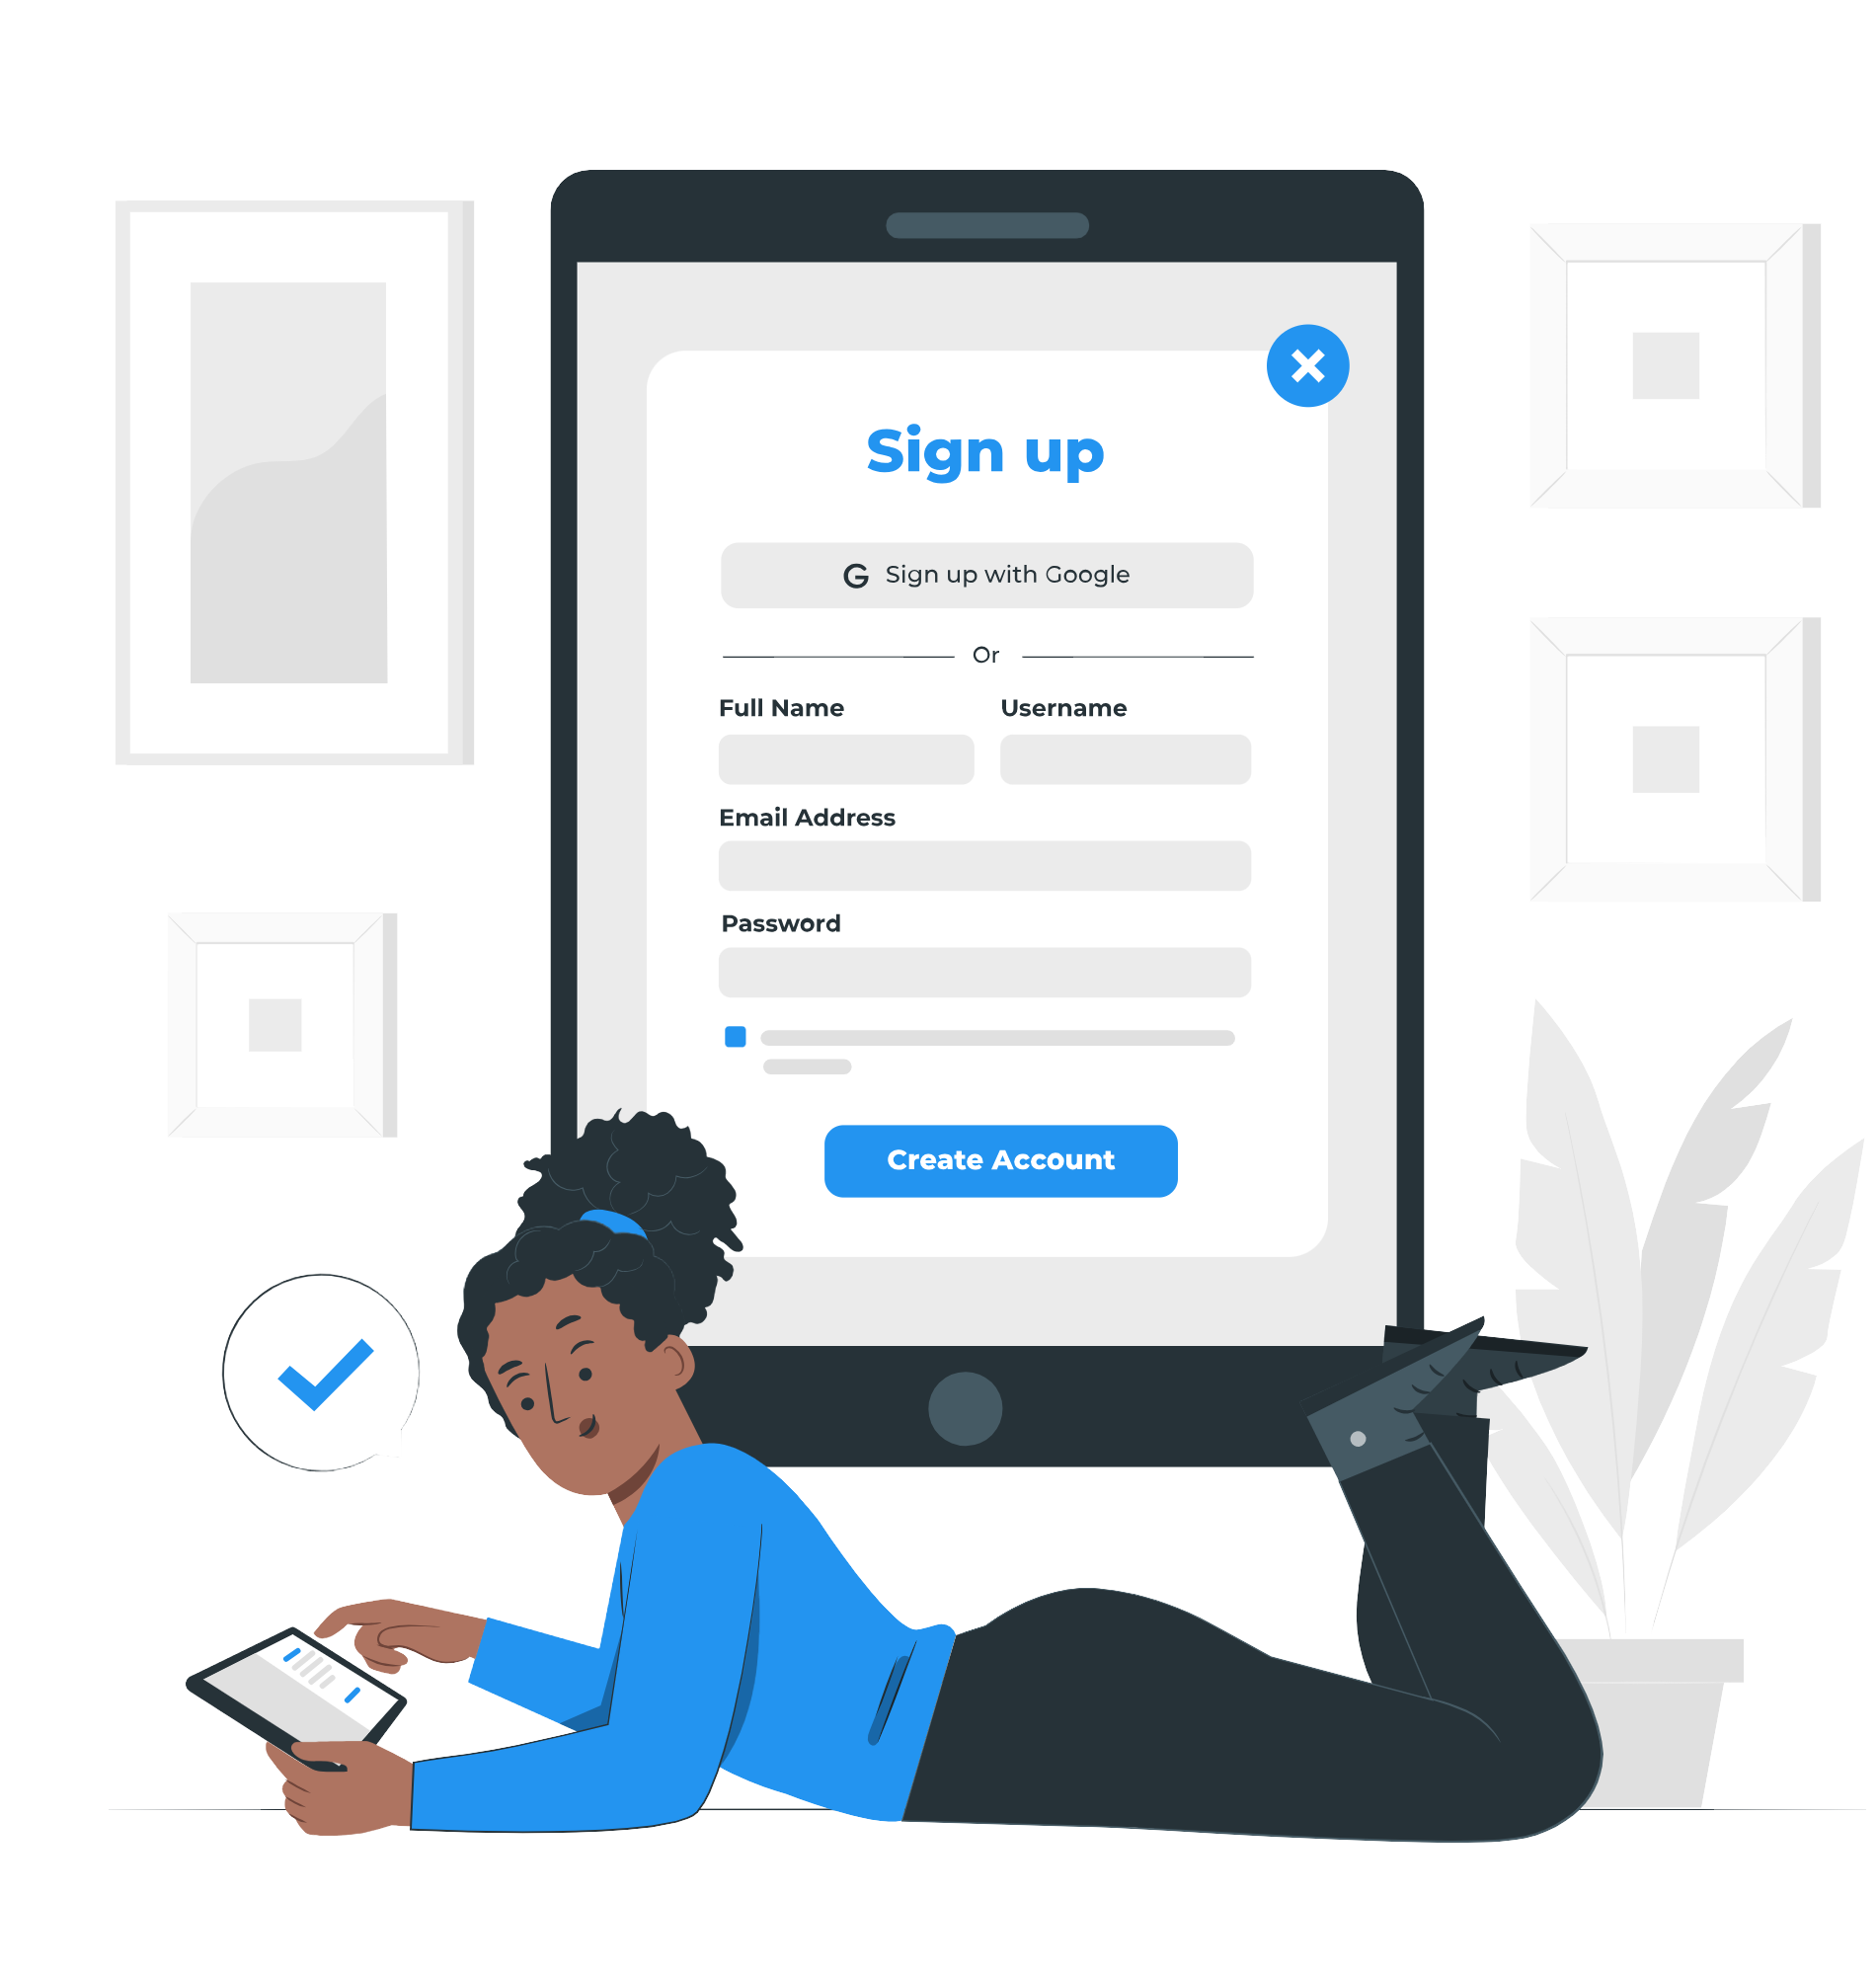 Sign up
G Sign up with Google
Or
Full Name Username
Email Address
Password
Create Account